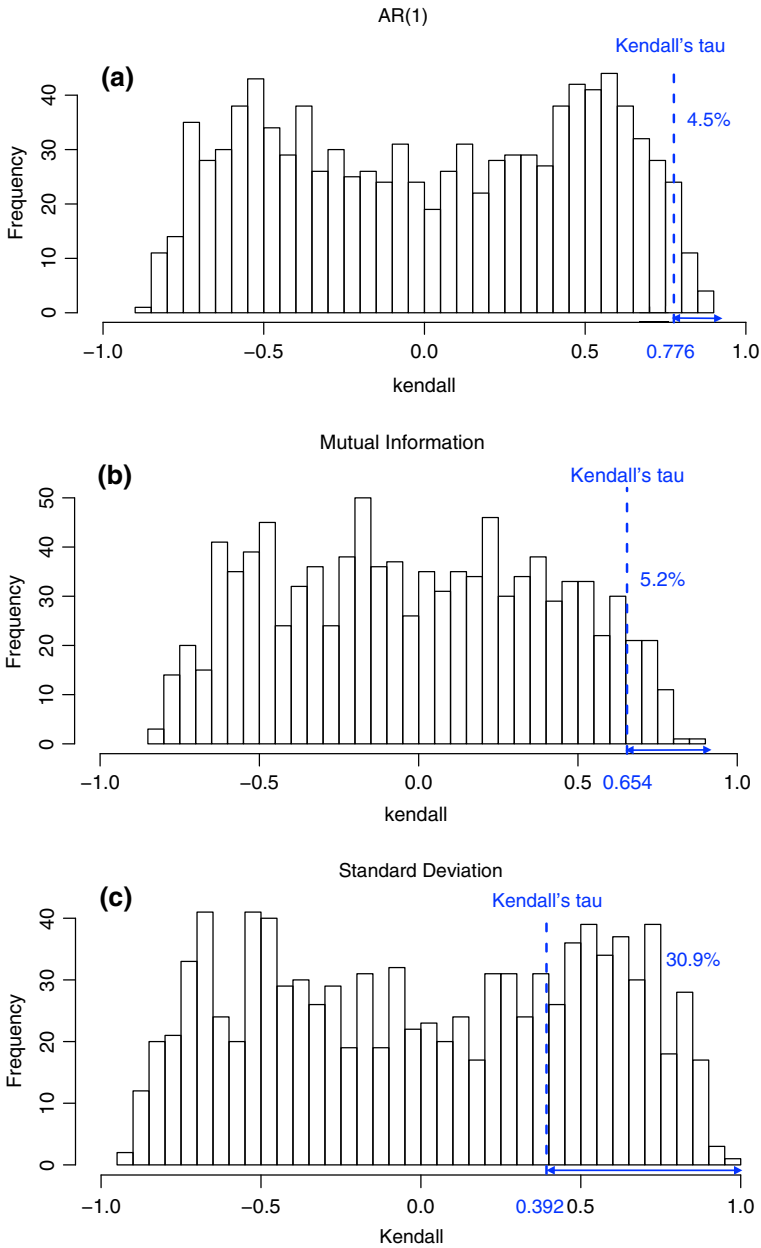 AR(1)
(a)
Kendall's tau
4.5%
Frequency
0 10 20 30 40
−1.0 −0.5 0.0 0.5 0.776 1.0
kendall
Mutual Information
(b)
Kendall's tau
5.2%
Frequency
0 10 20 30 40 50
−1.0 −0.5 0.0 0.5 0.654 1.0
kendall
Standard Deviation
(c)
Kendall's tau
30.9%
Frequency
0 10 20 30 40
−1.0 −0.5 0.0 0.392 0.5 1.0
Kendall